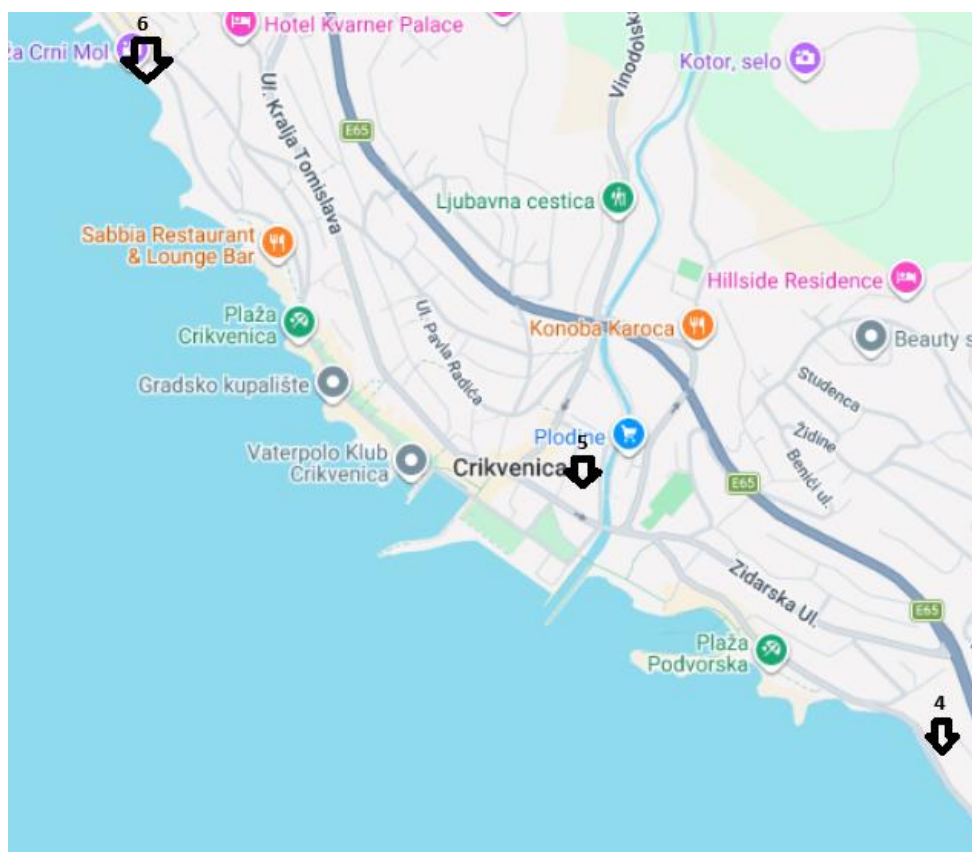 6
Hotel Kvarner Palace
ža Crni Mol
Vinodolsk
Kotor, selo
Ul. Kralja Tomislava
E65
Ljubavna cestica
Sabbia Restaurant
& Lounge Bar
Hillside Residence
Plaža
Crikvenica
Ul. Pavla Radića
Konoba Karoca
Beauty s
Gradsko kupalište
Studenca
Židine
Benići ul.
Plodine
5
Vaterpolo Klub
Crikvenica
Crikvenica
E65
Zidarska Ul.
E65
Plaža
Podvorska
4